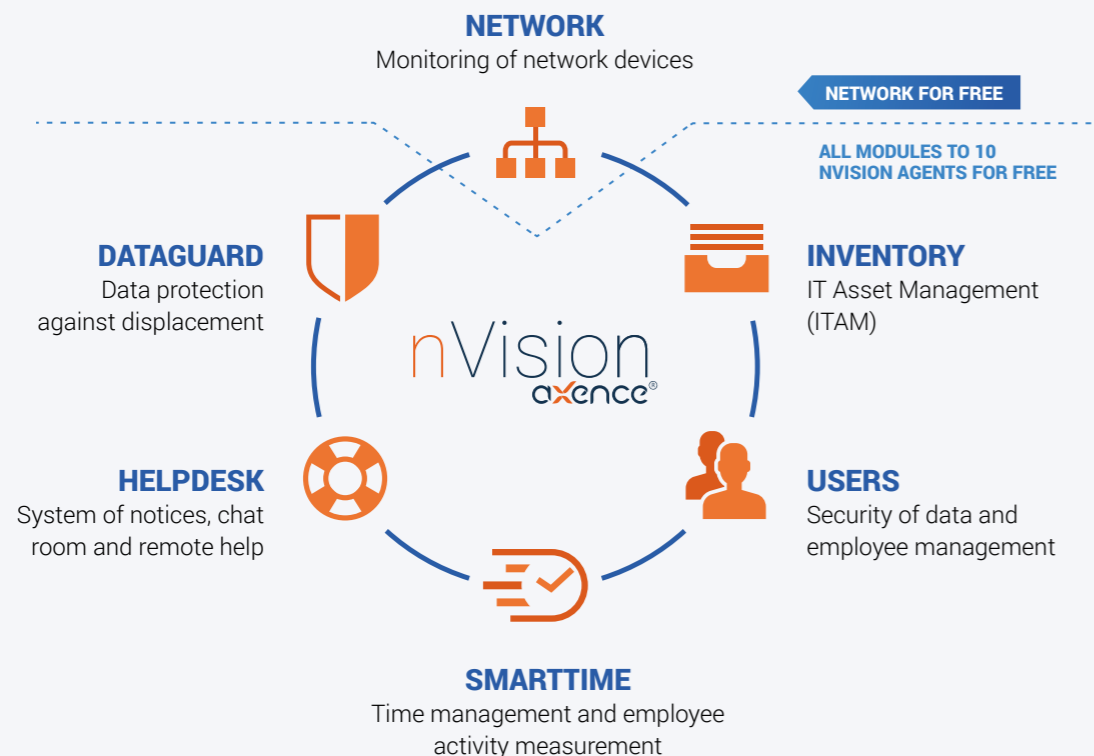 NETWORK
Monitoring of network devices
NETWORK FOR FREE
ALL MODULES TO 10
NVISION AGENTS FOR FREE
DATAGUARD
Data protection
against displacement
INVENTORY
IT Asset Management
(ITAM)
nVision
axence®
HELPDESK
System of notices, chat
room and remote help
USERS
Security of data and
employee management
SMARTTIME
Time management and employee
activity measurement